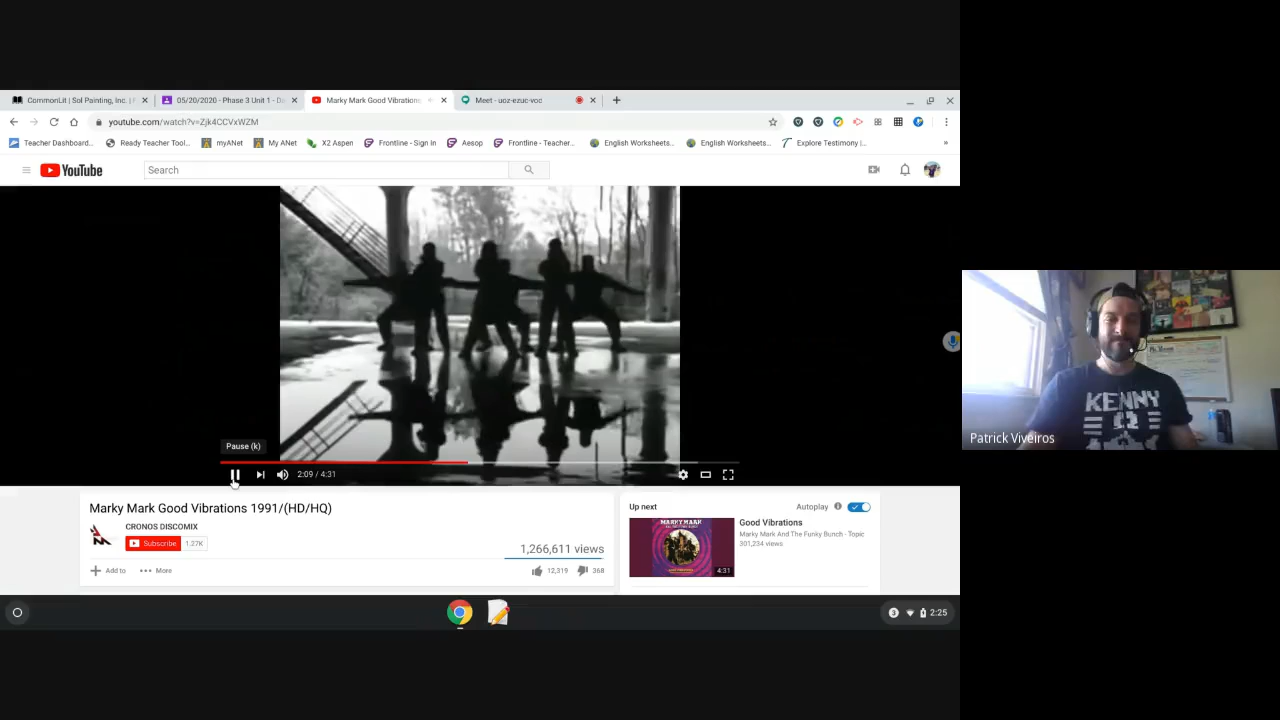 CommonLit | Sol Painting, Inc. |
05/20/2020 - Phase 3 Unit 1 - Da
Marky Mark Good Vibrations
Meet - uoz-ezuc-voc
youtube.com/watch?v=Zjk4CCVxWZM
Teacher Dashboard...
Ready Teacher Tool...
myANet
My ANet
X2 Aspen
Frontline - Sign In
Aesop
Frontline - Teacher...
English Worksheets...
English Worksheets...
Explore Testimony |...
»
YouTube
Search
KENNY
Patrick Viveiros
Pause (k)
2:09 / 4:31
Marky Mark Good Vibrations 1991/(HD/HQ)
CRONOS DISCOMIX
Subscribe 1.27K
1,266,611 views
Add to
More
12,319
368
Up next
Autoplay
Good Vibrations
Marky Mark And The Funky Bunch - Topic
301,234 views
MARKY MARK
4:31
3
2:25